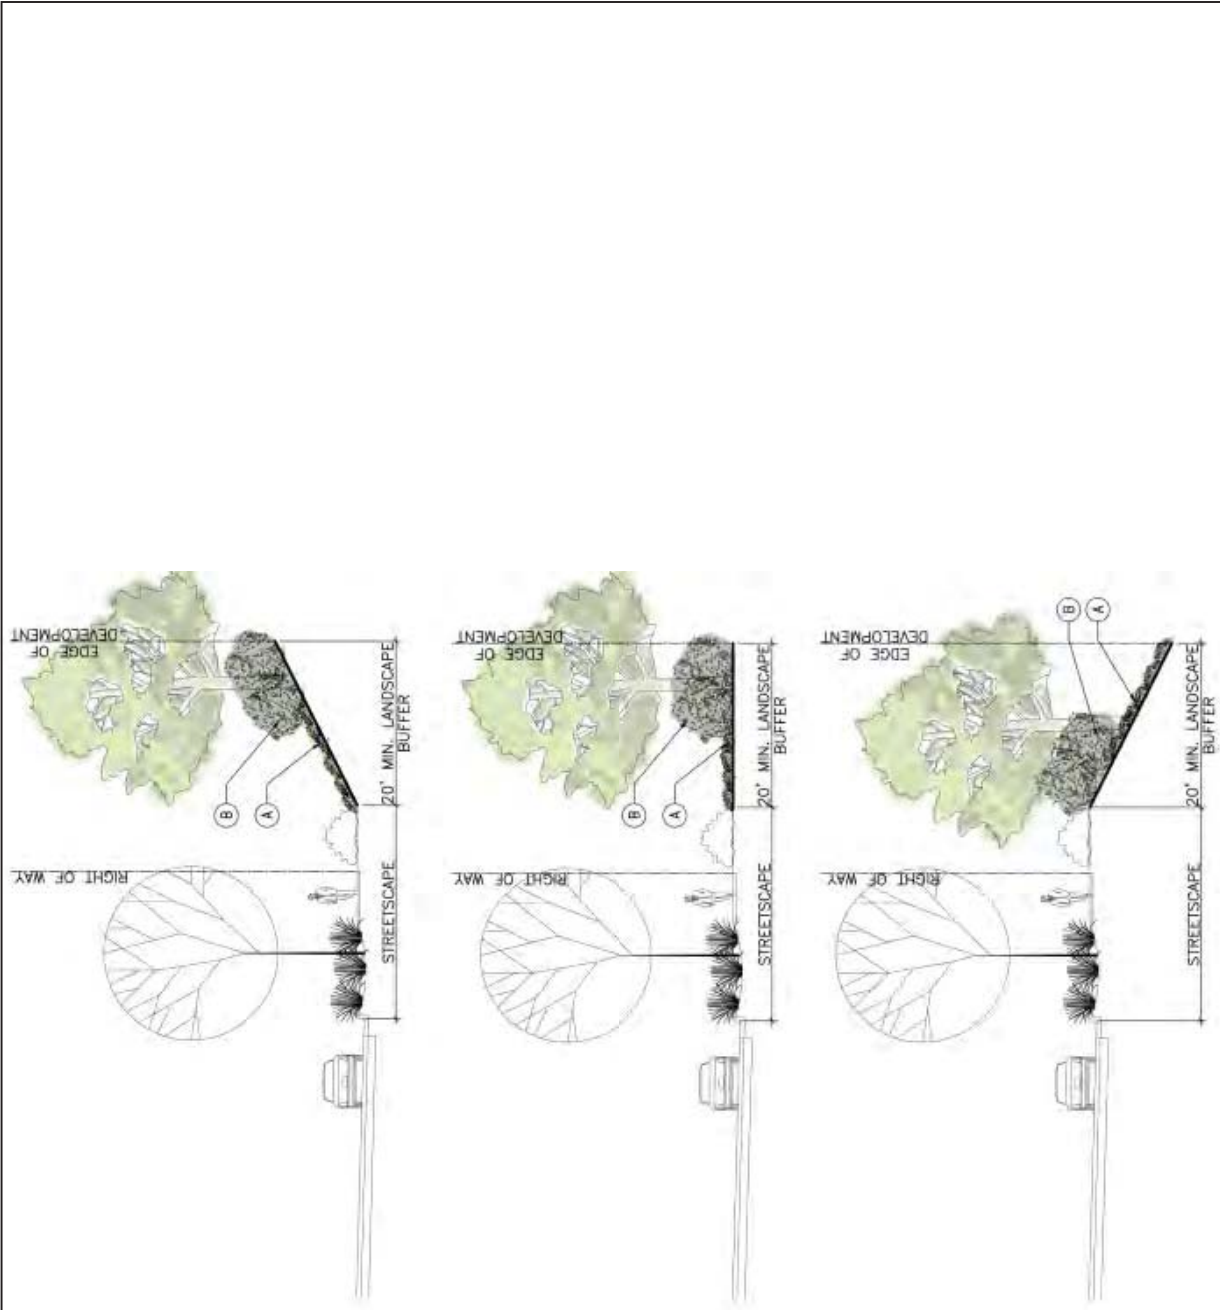 EDGE OF
DEVELOPMENT
B
A
20' MIN. LANDSCAPE
BUFFER
RIGHT OF WAY
STREETSCAPE
EDGE OF
DEVELOPMENT
B
A
20' MIN. LANDSCAPE
BUFFER
RIGHT OF WAY
STREETSCAPE
EDGE OF
DEVELOPMENT
B
A
20' MIN. LANDSCAPE
BUFFER
RIGHT OF WAY
STREETSCAPE